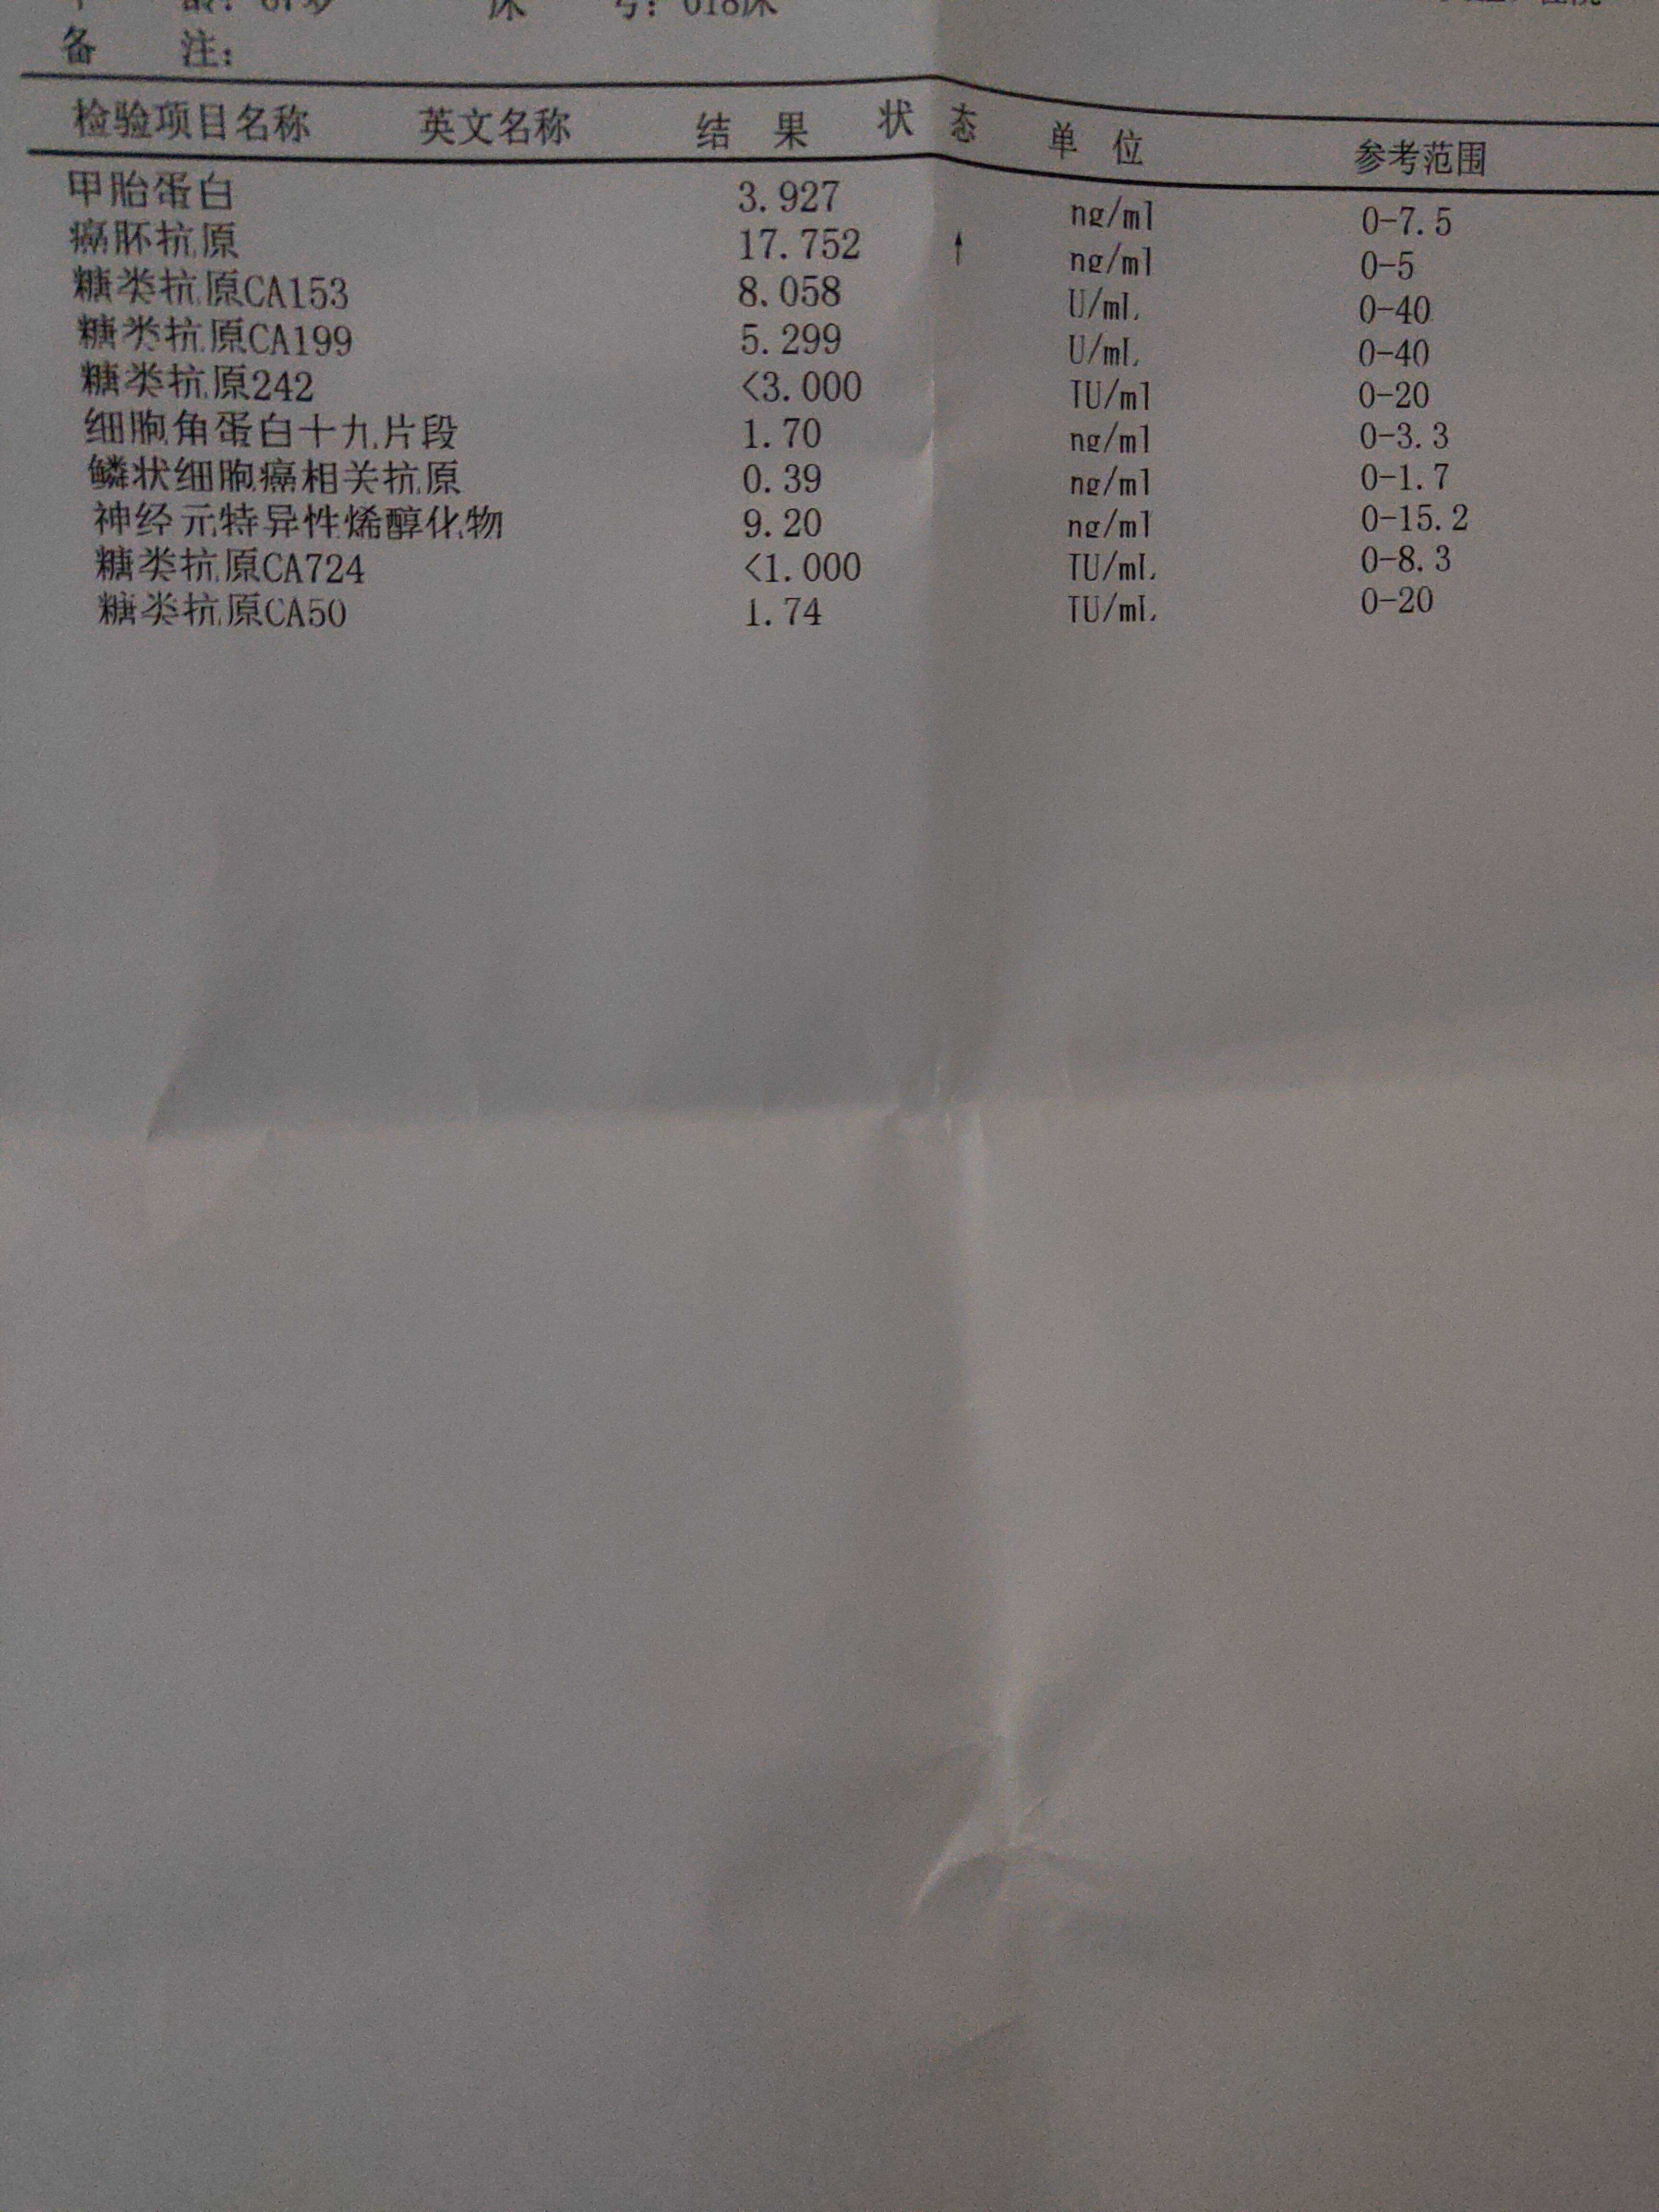 龄: 床 号: 018床
备 注:
检验项目名称 英文名称 结 果 状 态 单 位 参考范围
甲胎蛋白 3.927 ng/ml 0-7.5
癌胚抗原 17.752 ↑ ng/ml 0-5
糖类抗原CA153 8.058 U/mL 0-40
糖类抗原CA199 5.299 U/mL 0-40
糖类抗原242 <3.000 IU/ml 0-20
细胞角蛋白十九片段 1.70 ng/ml 0-3.3
鳞状细胞癌相关抗原 0.39 ng/ml 0-1.7
神经元特异性烯醇化物 9.20 ng/ml 0-15.2
糖类抗原CA724 <1.000 IU/mL 0-8.3
糖类抗原CA50 1.74 IU/mL 0-20